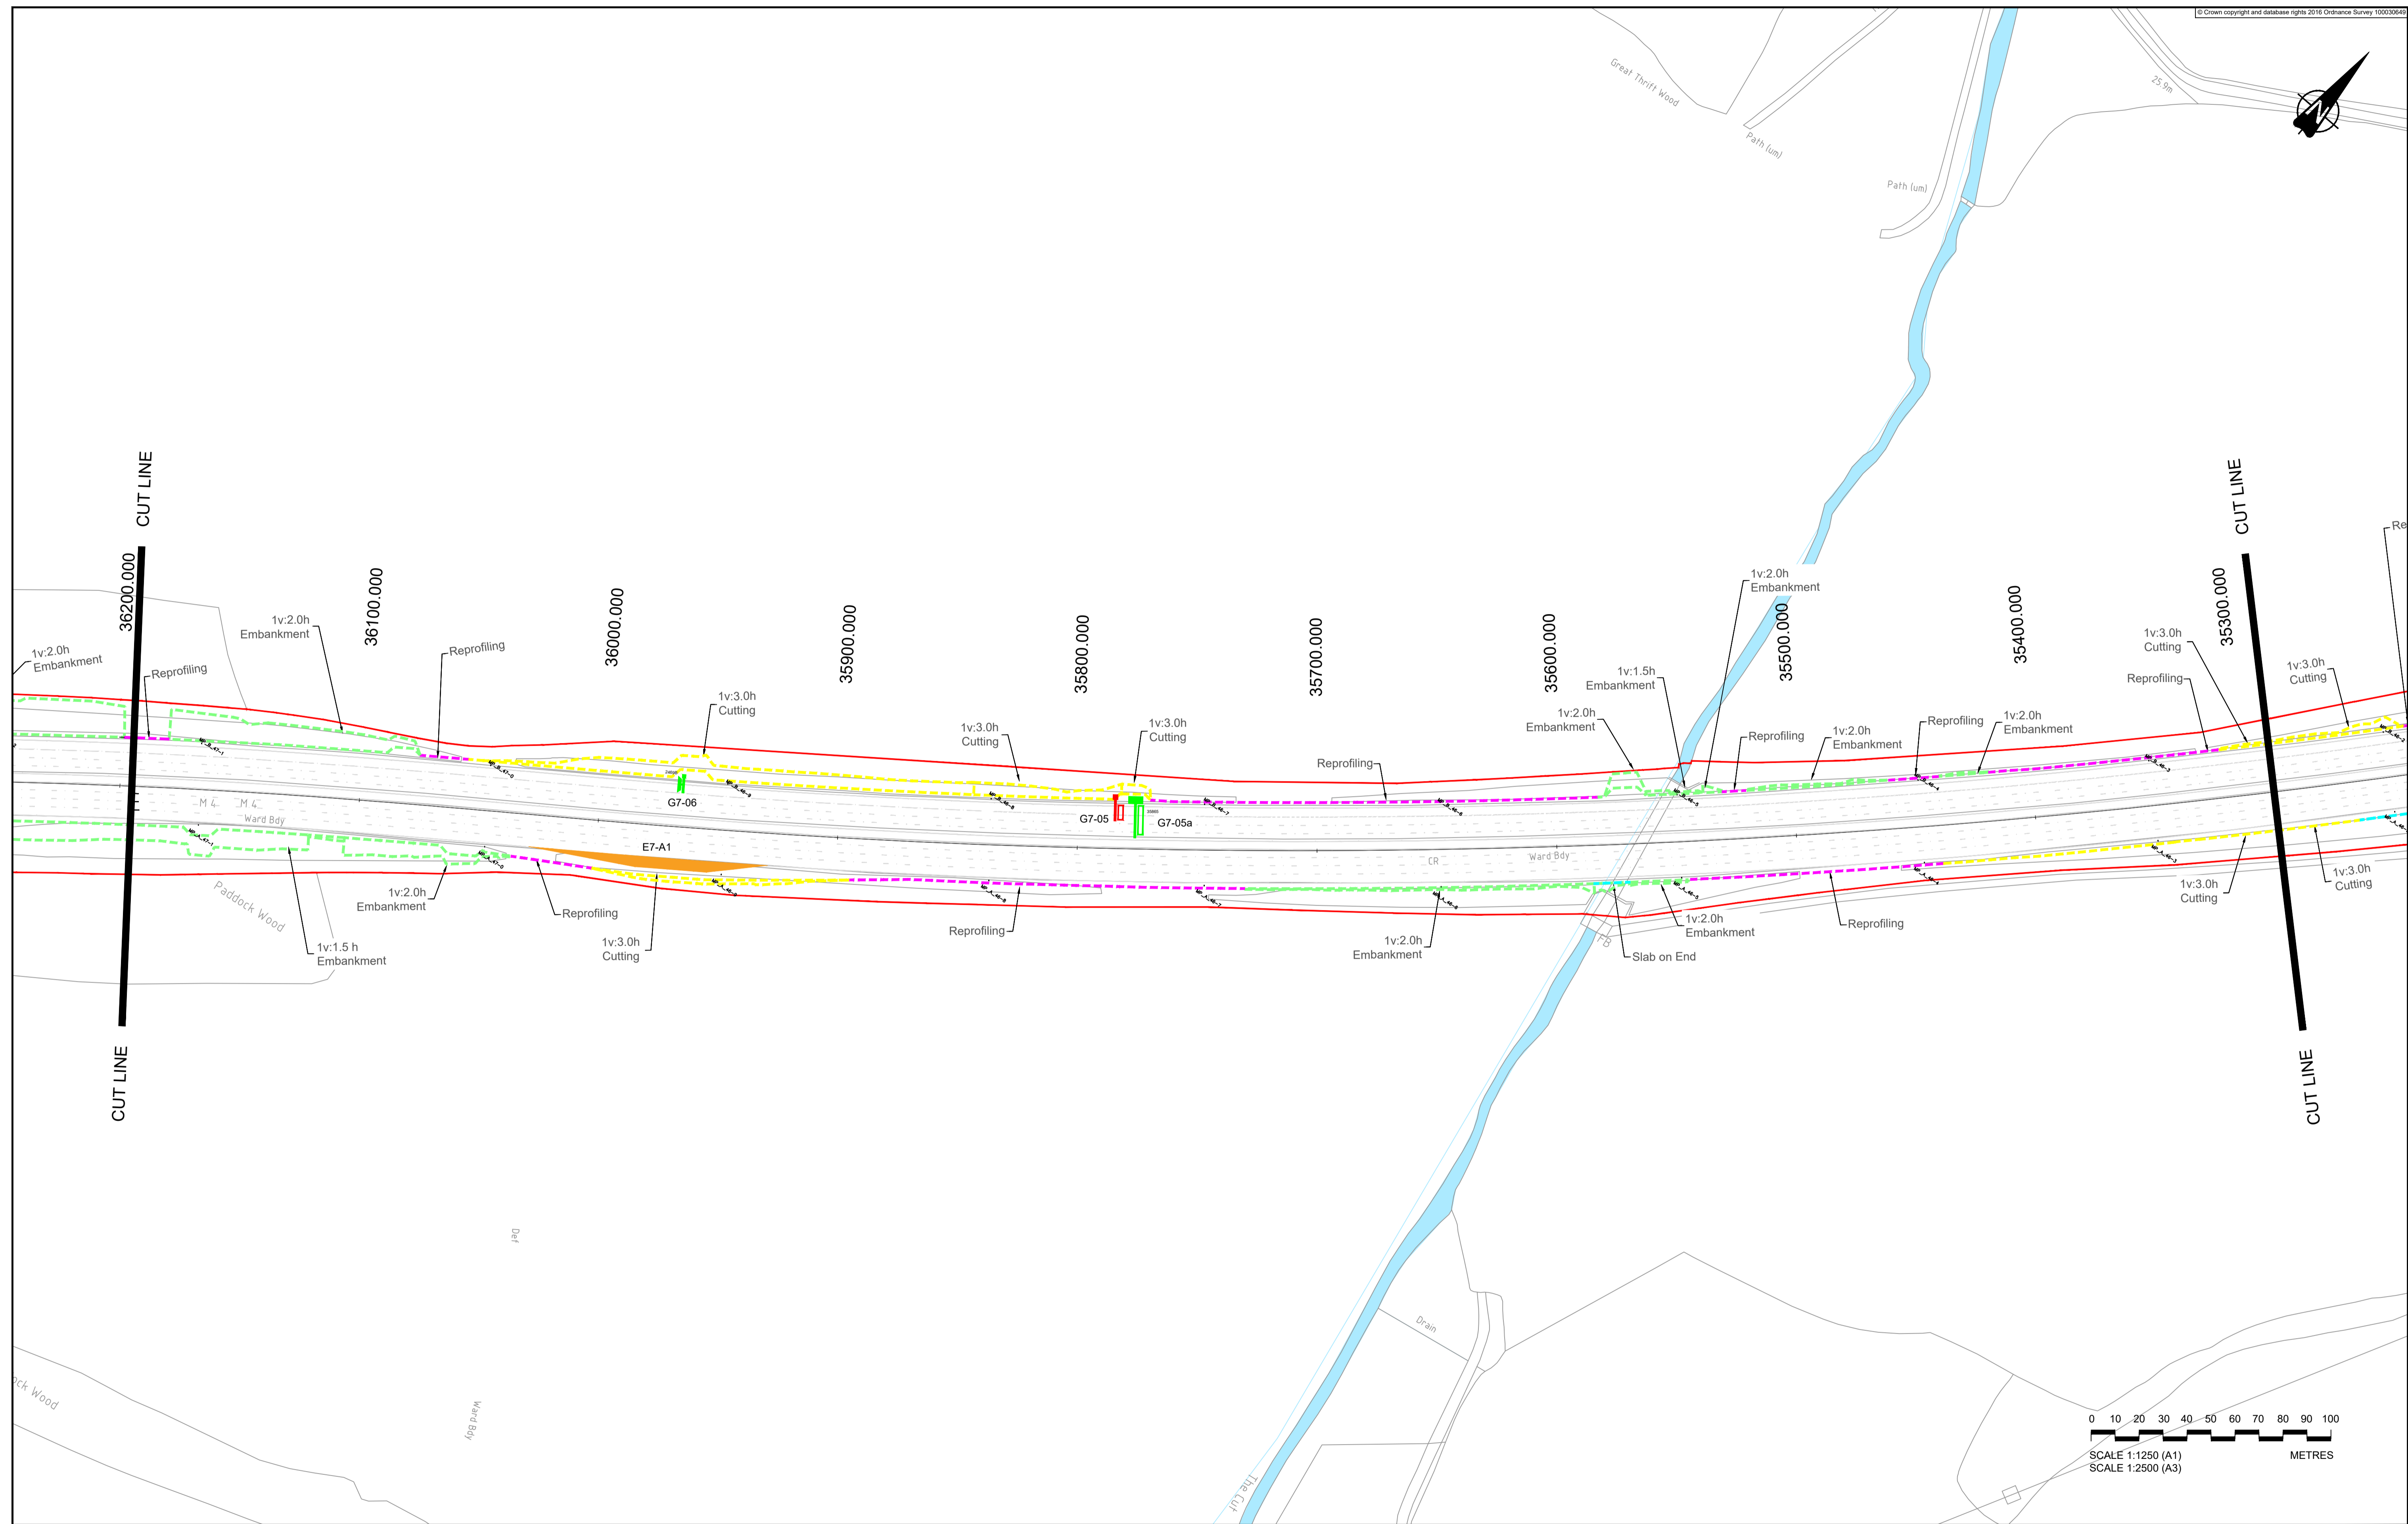 © Crown copyright and database rights 2016 Ordnance Survey 100030649
Great Thrift Wood
Path (um)
Path (um)
25.9m
N
CUT LINE
CUT LINE
36200.000
36100.000
36000.000
35900.000
35800.000
35700.000
35600.000
35500.000
35400.000
35300.000
1v:2.0h
Embankment
Reprofiling
1v:2.0h
Embankment
Reprofiling
1v:3.0h
Cutting
1v:3.0h
Cutting
1v:3.0h
Cutting
Reprofiling
1v:2.0h
Embankment
1v:1.5h
Embankment
1v:2.0h
Embankment
Reprofiling
1v:2.0h
Embankment
Reprofiling
1v:2.0h
Embankment
Reprofiling
1v:3.0h
Cutting
1v:3.0h
Cutting
Re
G7-06
G7-05
G7-05a
M 4
M 4
Ward Bdy
E7-A1
CR
Ward Bdy
Paddock Wood
1v:1.5 h
Embankment
1v:2.0h
Embankment
Reprofiling
1v:3.0h
Cutting
Reprofiling
1v:2.0h
Embankment
FB
Slab on End
1v:2.0h
Embankment
Reprofiling
1v:3.0h
Cutting
1v:3.0h
Cutting
CUT LINE
CUT LINE
Def
Ward Bdy
ock Wood
Drain
The Cut
0 10 20 30 40 50 60 70 80 90 100
SCALE 1:1250 (A1) METRES
SCALE 1:2500 (A3)